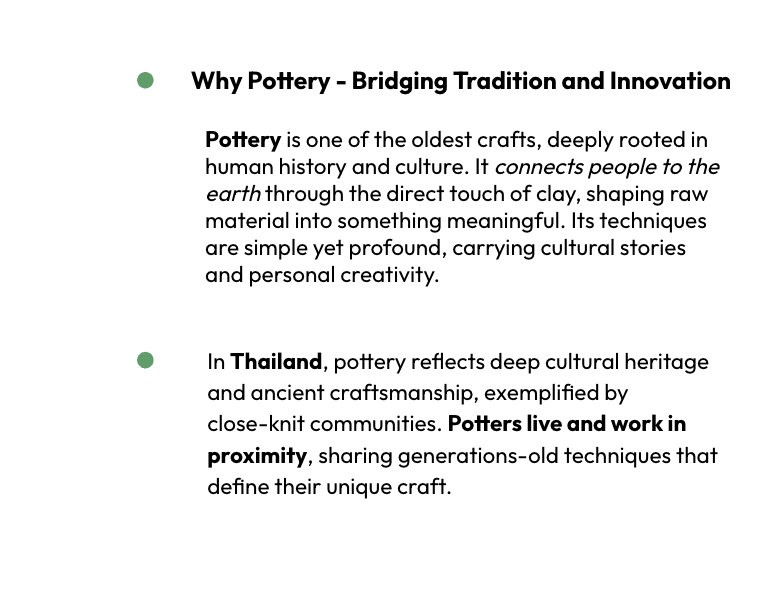 Why Pottery - Bridging Tradition and Innovation
Pottery is one of the oldest crafts, deeply rooted in
human history and culture. It connects people to the
earth through the direct touch of clay, shaping raw
material into something meaningful. Its techniques
are simple yet profound, carrying cultural stories
and personal creativity.
In Thailand, pottery reflects deep cultural heritage
and ancient craftsmanship, exemplified by
close-knit communities. Potters live and work in
proximity, sharing generations-old techniques that
define their unique craft.